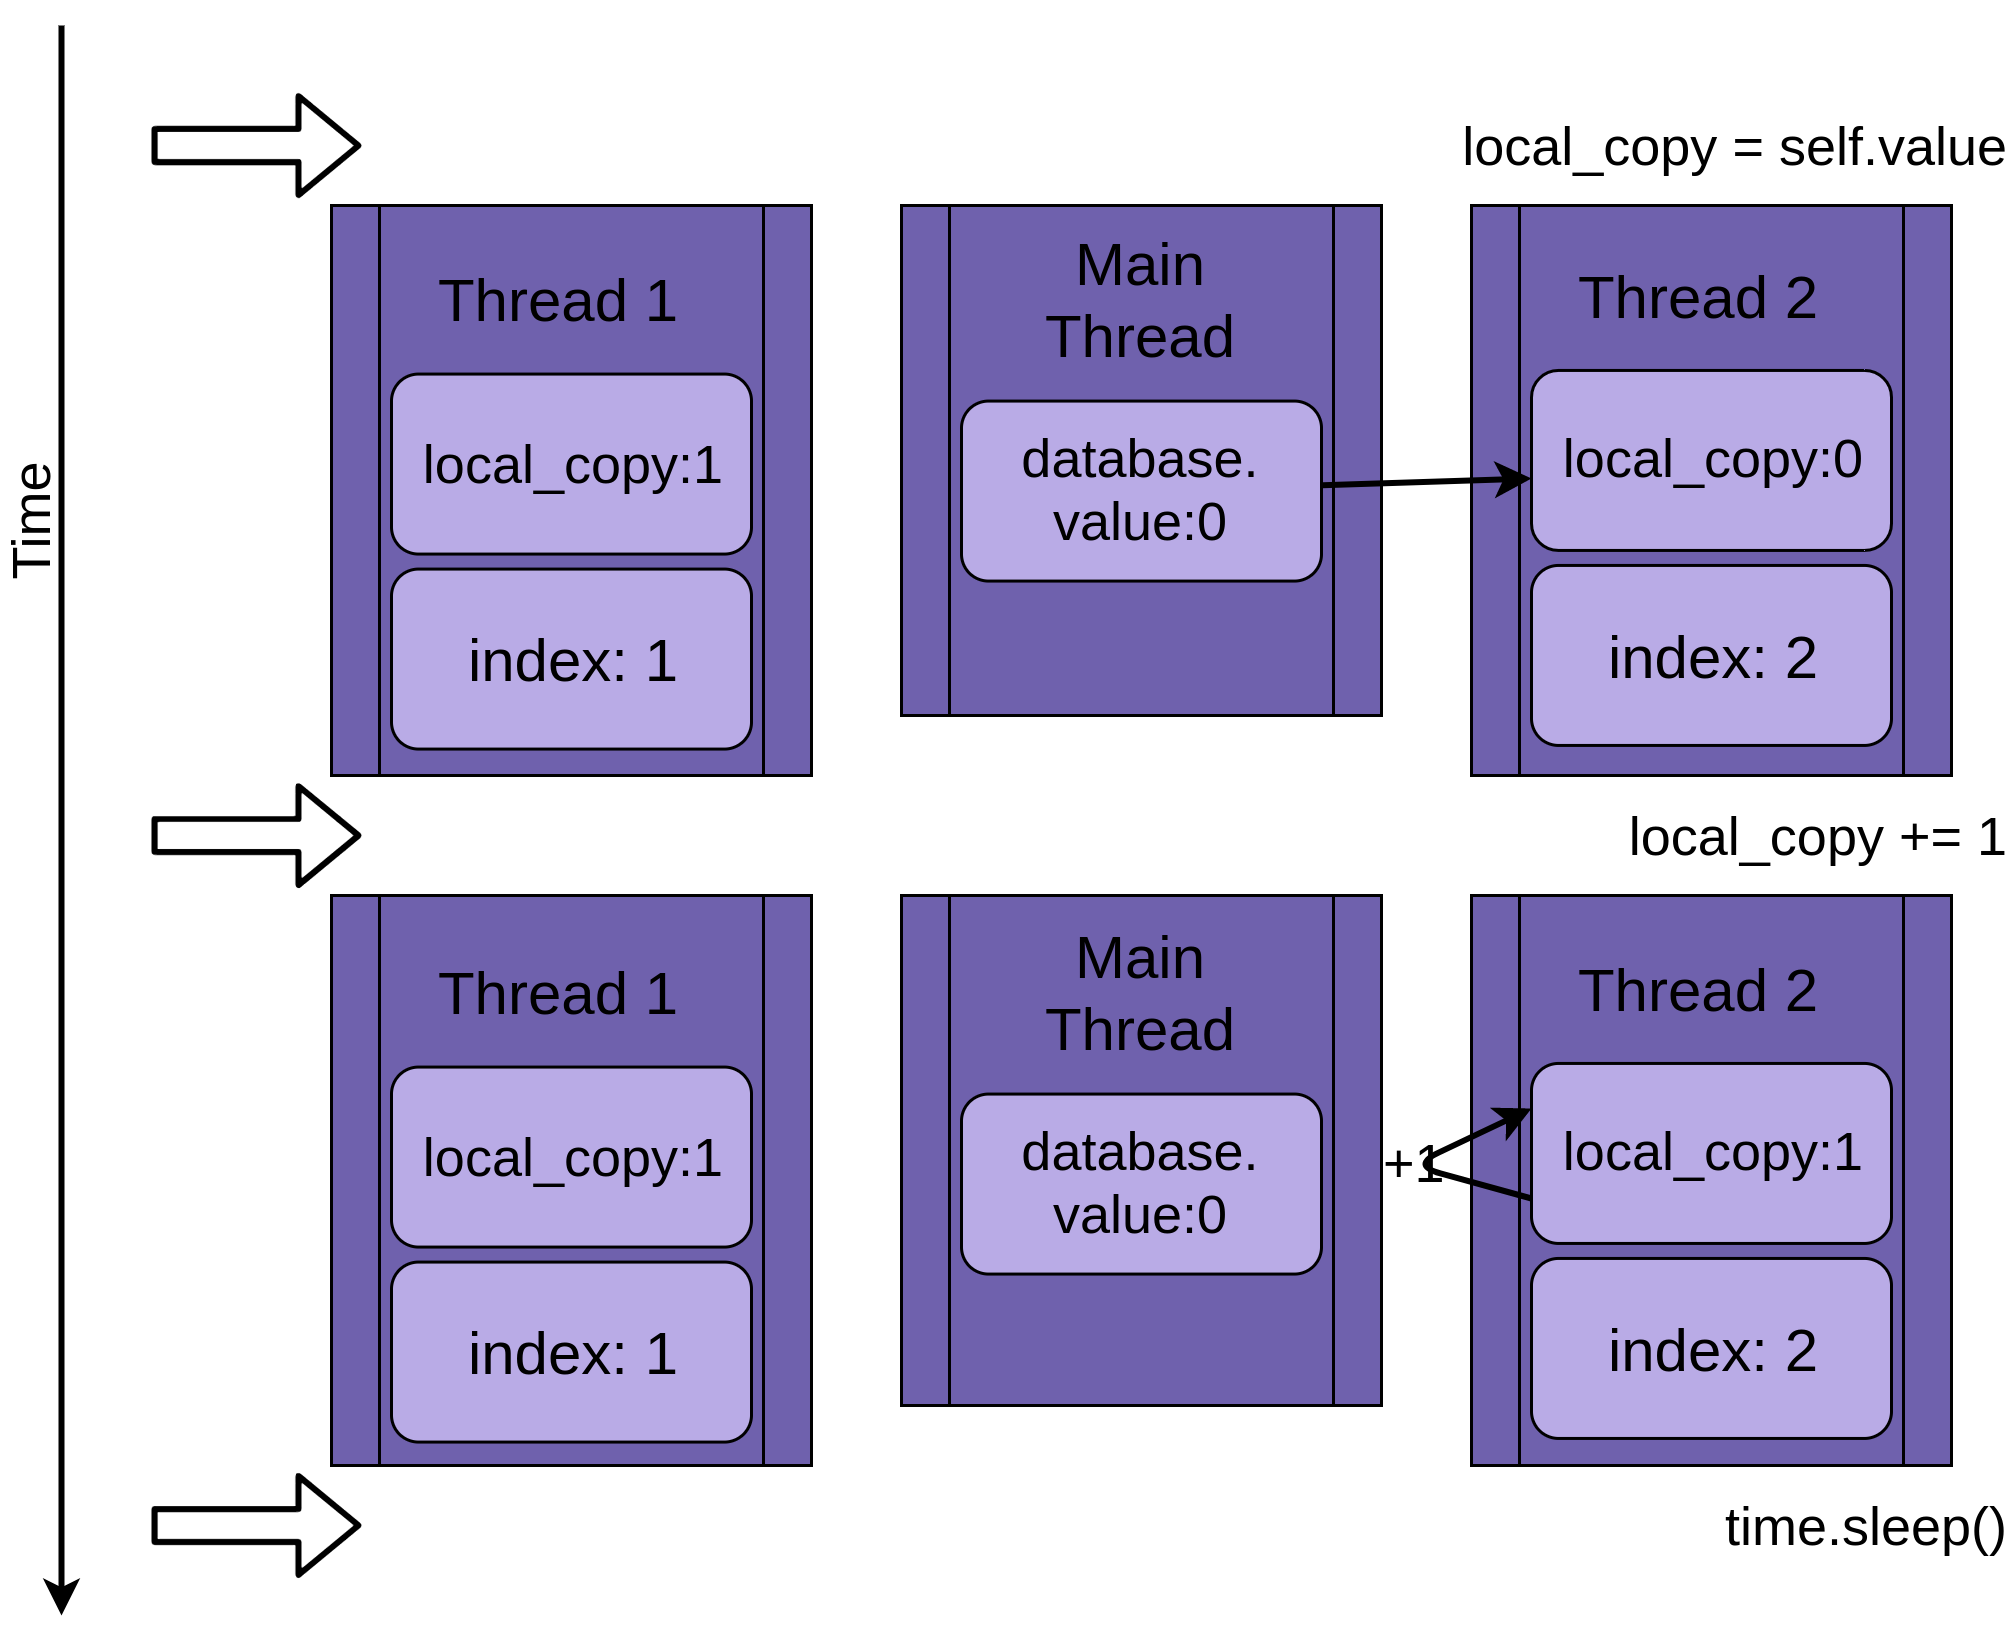 Time
local_copy = self.value
Thread 1
local_copy:1
index: 1
Main
Thread
database.
value:0
Thread 2
local_copy:0
index: 2
local_copy += 1
Thread 1
local_copy:1
index: 1
Main
Thread
database.
value:0
+1
Thread 2
local_copy:1
index: 2
time.sleep()